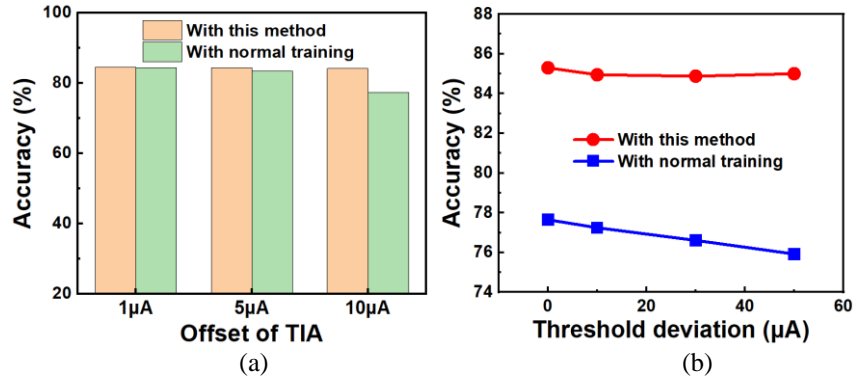 100
80
60
40
20
Accuracy (%)
With this method
With normal training
1µA
5µA
10µA
Offset of TIA
(a)
88
86
84
82
80
78
76
74
Accuracy (%)
With this method
With normal training
0
20
40
60
Threshold deviation (µA)
(b)